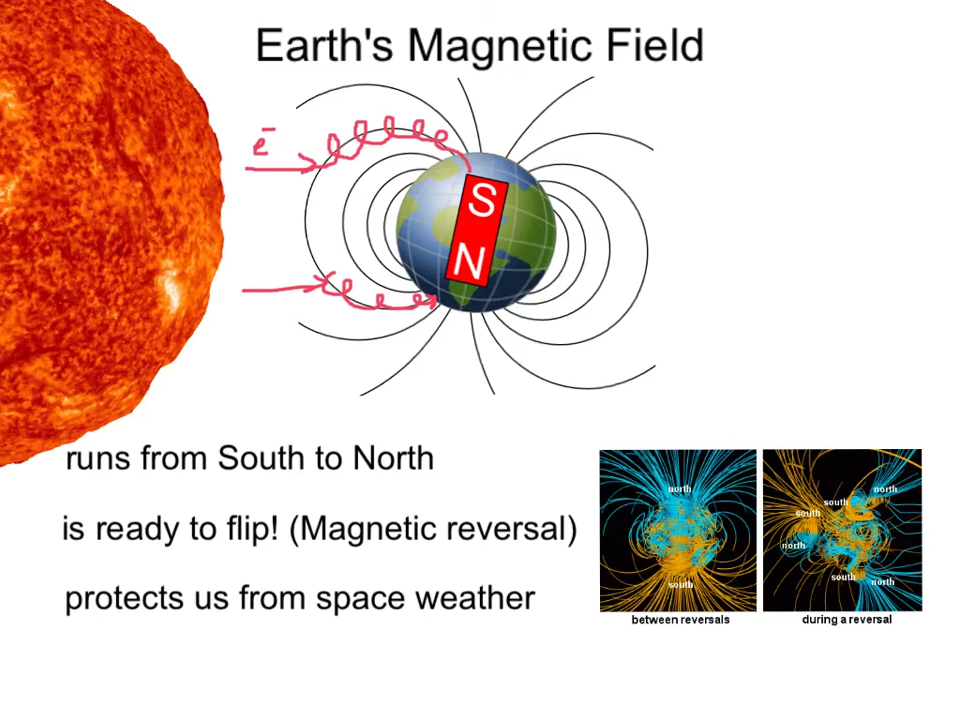 Earth's Magnetic Field
e-
S
N
runs from South to North
is ready to flip! (Magnetic reversal)
protects us from space weather
north
south
between reversals
north
south
south
north
south
north
during a reversal